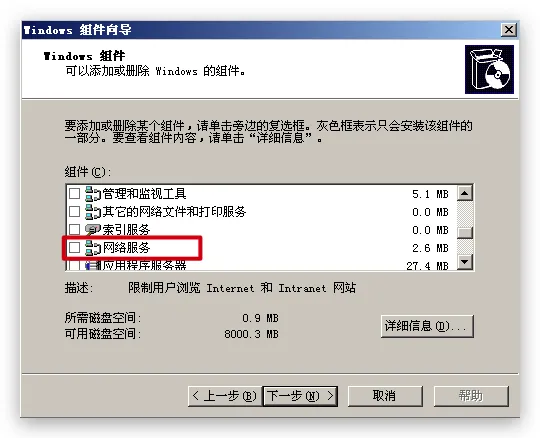 Windows 组件向导
Windows 组件
可以添加或删除 Windows 的组件。
要添加或删除某个组件，请单击旁边的复选框。灰色框表示只会安装该组件的
一部分。要查看组件内容，请单击“详细信息”。
组件(C):
管理和监视工具 5.1 MB
其它的网络文件和打印服务 0.0 MB
索引服务 0.0 MB
网络服务 2.6 MB
应用程序服务器 27.4 MB
描述: 限制用户浏览 Internet 和 Intranet 网站
所需磁盘空间: 0.9 MB
可用磁盘空间: 8000.3 MB
详细信息(D)...
< 上一步(B) 下一步(N) > 取消 帮助